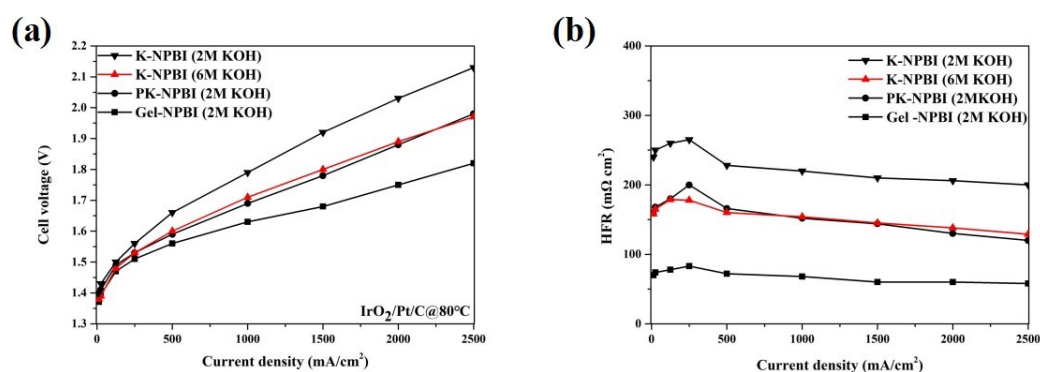 (a)
2.2
2.1
2.0
1.9
1.8
1.7
1.6
1.5
1.4
1.3
Cell voltage (V)
K-NPBI (2M KOH)
K-NPBI (6M KOH)
PK-NPBI (2M KOH)
Gel-NPBI (2M KOH)
IrO₂/Pt/C@80°C
0 500 1000 1500 2000 2500
Current density (mA/cm²)
(b)
400
300
200
100
0
HFR (mΩ cm²)
K-NPBI (2M KOH)
K-NPBI (6M KOH)
PK-NPBI (2MKOH)
Gel -NPBI (2M KOH)
0 500 1000 1500 2000 2500
Current density (mA/cm²)